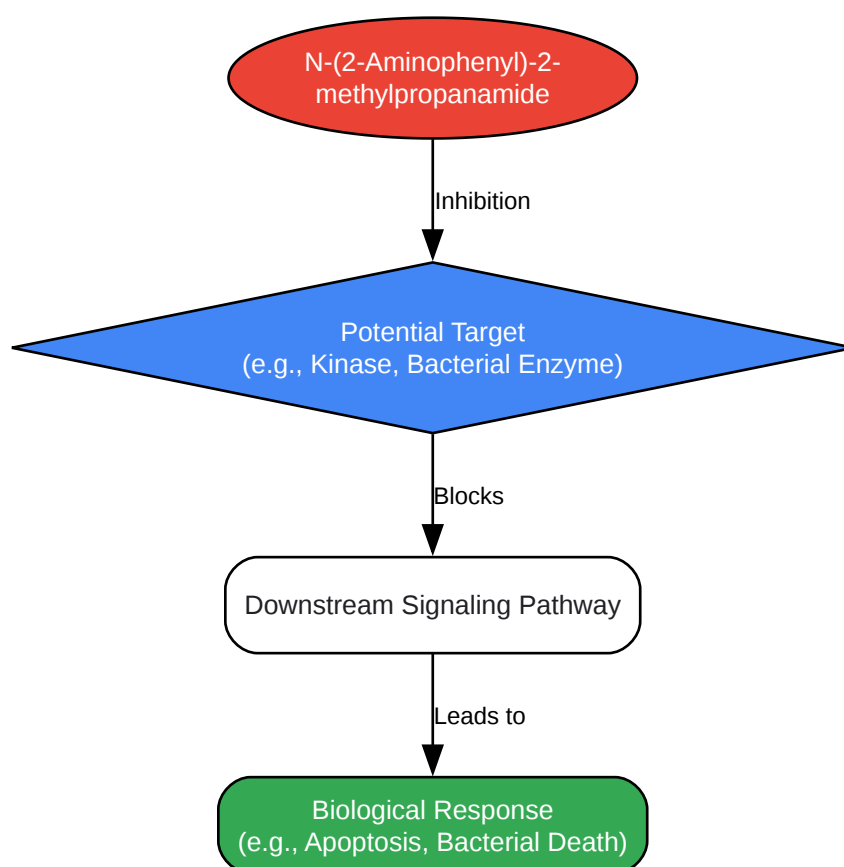 N-(2-Aminophenyl)-2-
methylpropanamide
Inhibition
Potential Target
(e.g., Kinase, Bacterial Enzyme)
Blocks
Downstream Signaling Pathway
Leads to
Biological Response
(e.g., Apoptosis, Bacterial Death)